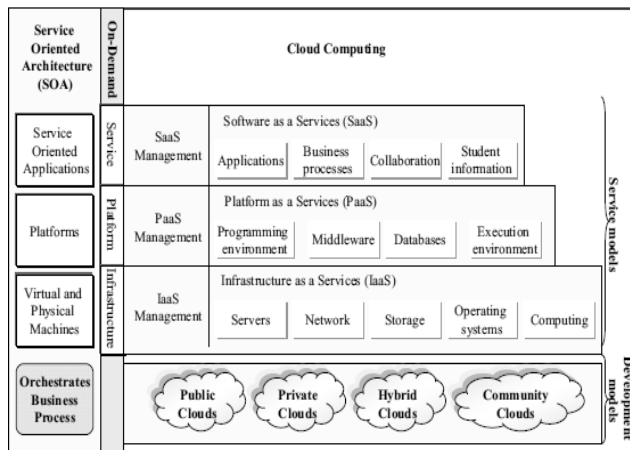 Service
Oriented
Architecture
(SOA)
On-Demand
Cloud Computing
Service
Oriented
Applications
Service
SaaS
Management
Software as a Services (SaaS)
Applications
Business
processes
Collaboration
Student
information
Platforms
Platform
PaaS
Management
Platform as a Services (PaaS)
Programming
environment
Middleware
Databases
Execution
environment
Virtual and
Physical
Machines
Infrastructure
IaaS
Management
Infrastructure as a Services (IaaS)
Servers
Network
Storage
Operating
systems
Computing
Service models
Orchestrates
Business
Process
Public
Clouds
Private
Clouds
Hybrid
Clouds
Community
Clouds
Development
models